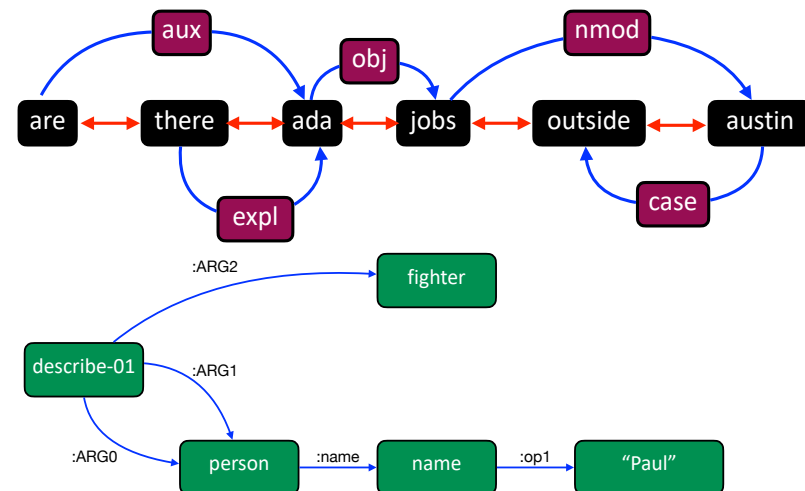 aux
nmod
obj
are there ada jobs outside austin
case
expl
:ARG2
fighter
describe-01
:ARG1
:ARG0
person :name name :op1 “Paul”